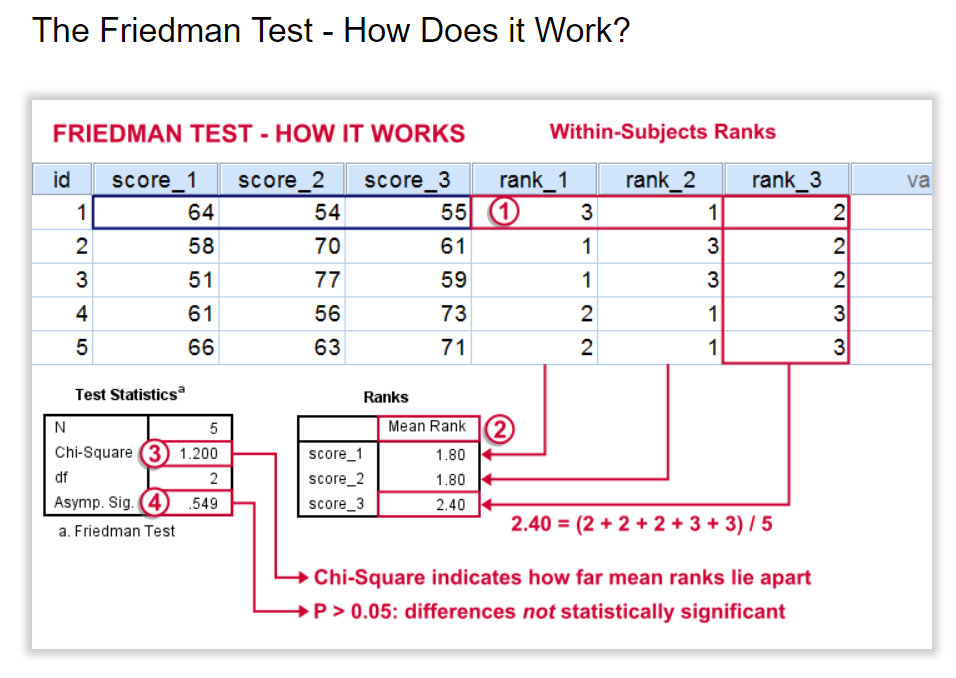 The Friedman Test - How Does it Work?
FRIEDMAN TEST - HOW IT WORKS Within-Subjects Ranks
id score_1 score_2 score_3 rank_1 rank_2 rank_3 va
1 64 54 55 1 3 1 2
2 58 70 61 1 3 2
3 51 77 59 1 3 2
4 61 56 73 2 1 3
5 66 63 71 2 1 3
Test Statisticsa
N 5
Chi-Square 3 1.200
df 2
Asymp. Sig. 4 .549
a. Friedman Test
Ranks
Mean Rank 2
score_1 1.80
score_2 1.80
score_3 2.40
2.40 = (2 + 2 + 2 + 3 + 3) / 5
Chi-Square indicates how far mean ranks lie apart
P > 0.05: differences not statistically significant